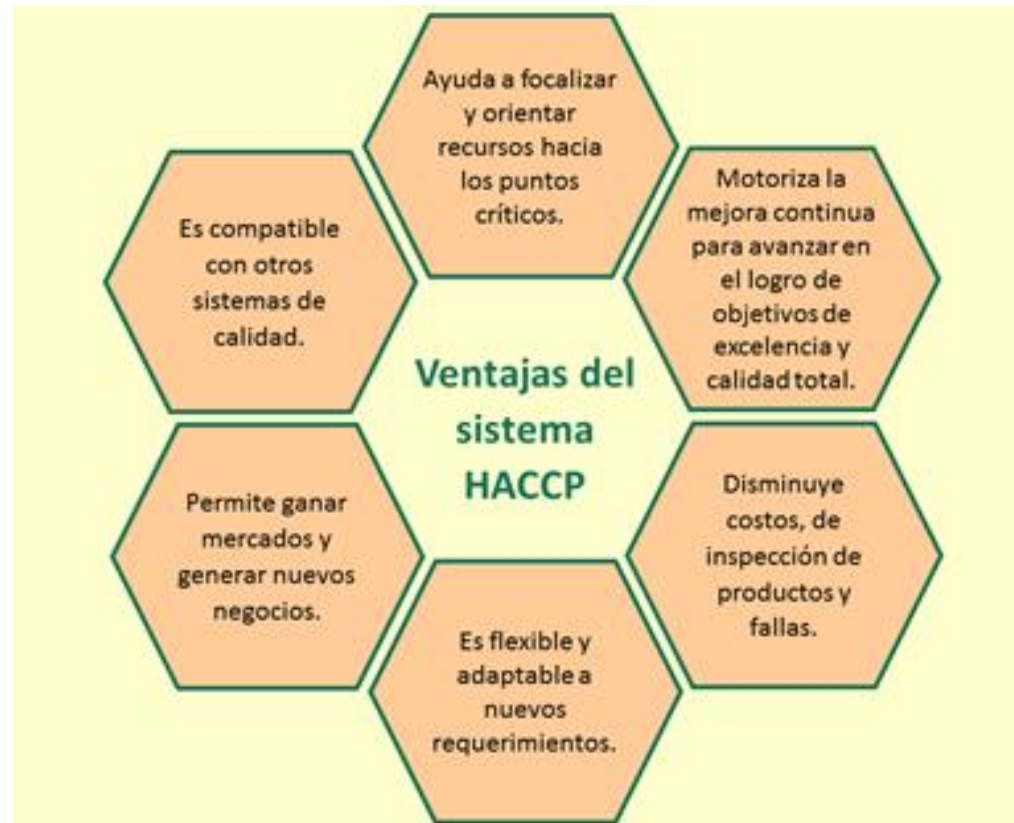 Ayuda a focalizar
y orientar
recursos hacia
los puntos
críticos.
Motoriza la
mejora continua
para avanzar en
el logro de
objetivos de
excelencia y
calidad total.
Disminuye
costos, de
inspección de
productos y
fallas.
Es flexible y
adaptable a
nuevos
requerimientos.
Permite ganar
mercados y
generar nuevos
negocios.
Es compatible
con otros
sistemas de
calidad.
Ventajas del
sistema
HACCP